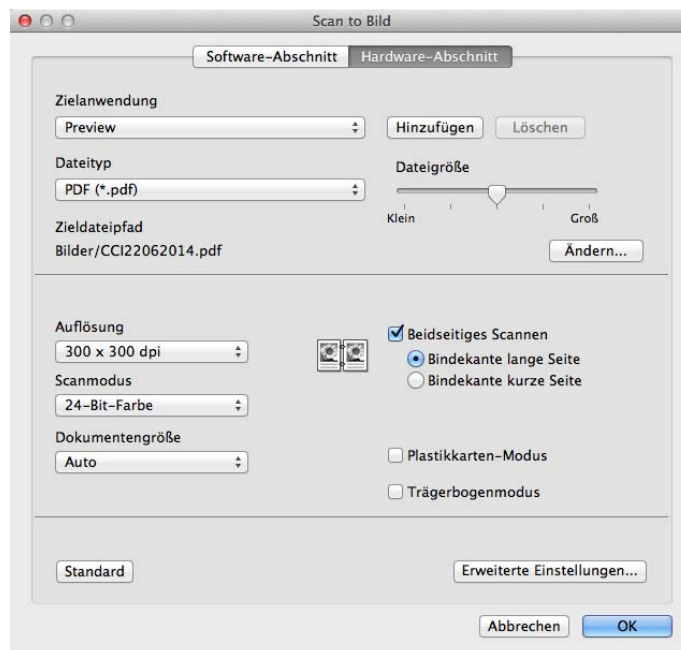 Scan to Bild
Software-Abschnitt Hardware-Abschnitt
Zielanwendung
Preview Hinzufügen Löschen
Dateityp Dateigröße
PDF (*.pdf)
Klein Groß
Zieldateipfad
Bilder/CCI22062014.pdf Ändern...
Auflösung
300 x 300 dpi
Beidseitiges Scannen
Bindekante lange Seite
Scanmodus
Bindekante kurze Seite
24-Bit-Farbe
Dokumentengröße
Auto
Plastikkarten-Modus
Trägerbogenmodus
Standard Erweiterte Einstellungen...
Abbrechen OK